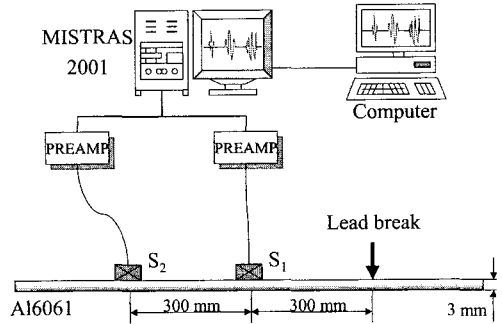 MISTRAS
2001
Computer
PREAMP
PREAMP
Lead break
S2
S1
Al6061
300 mm
300 mm
3 mm